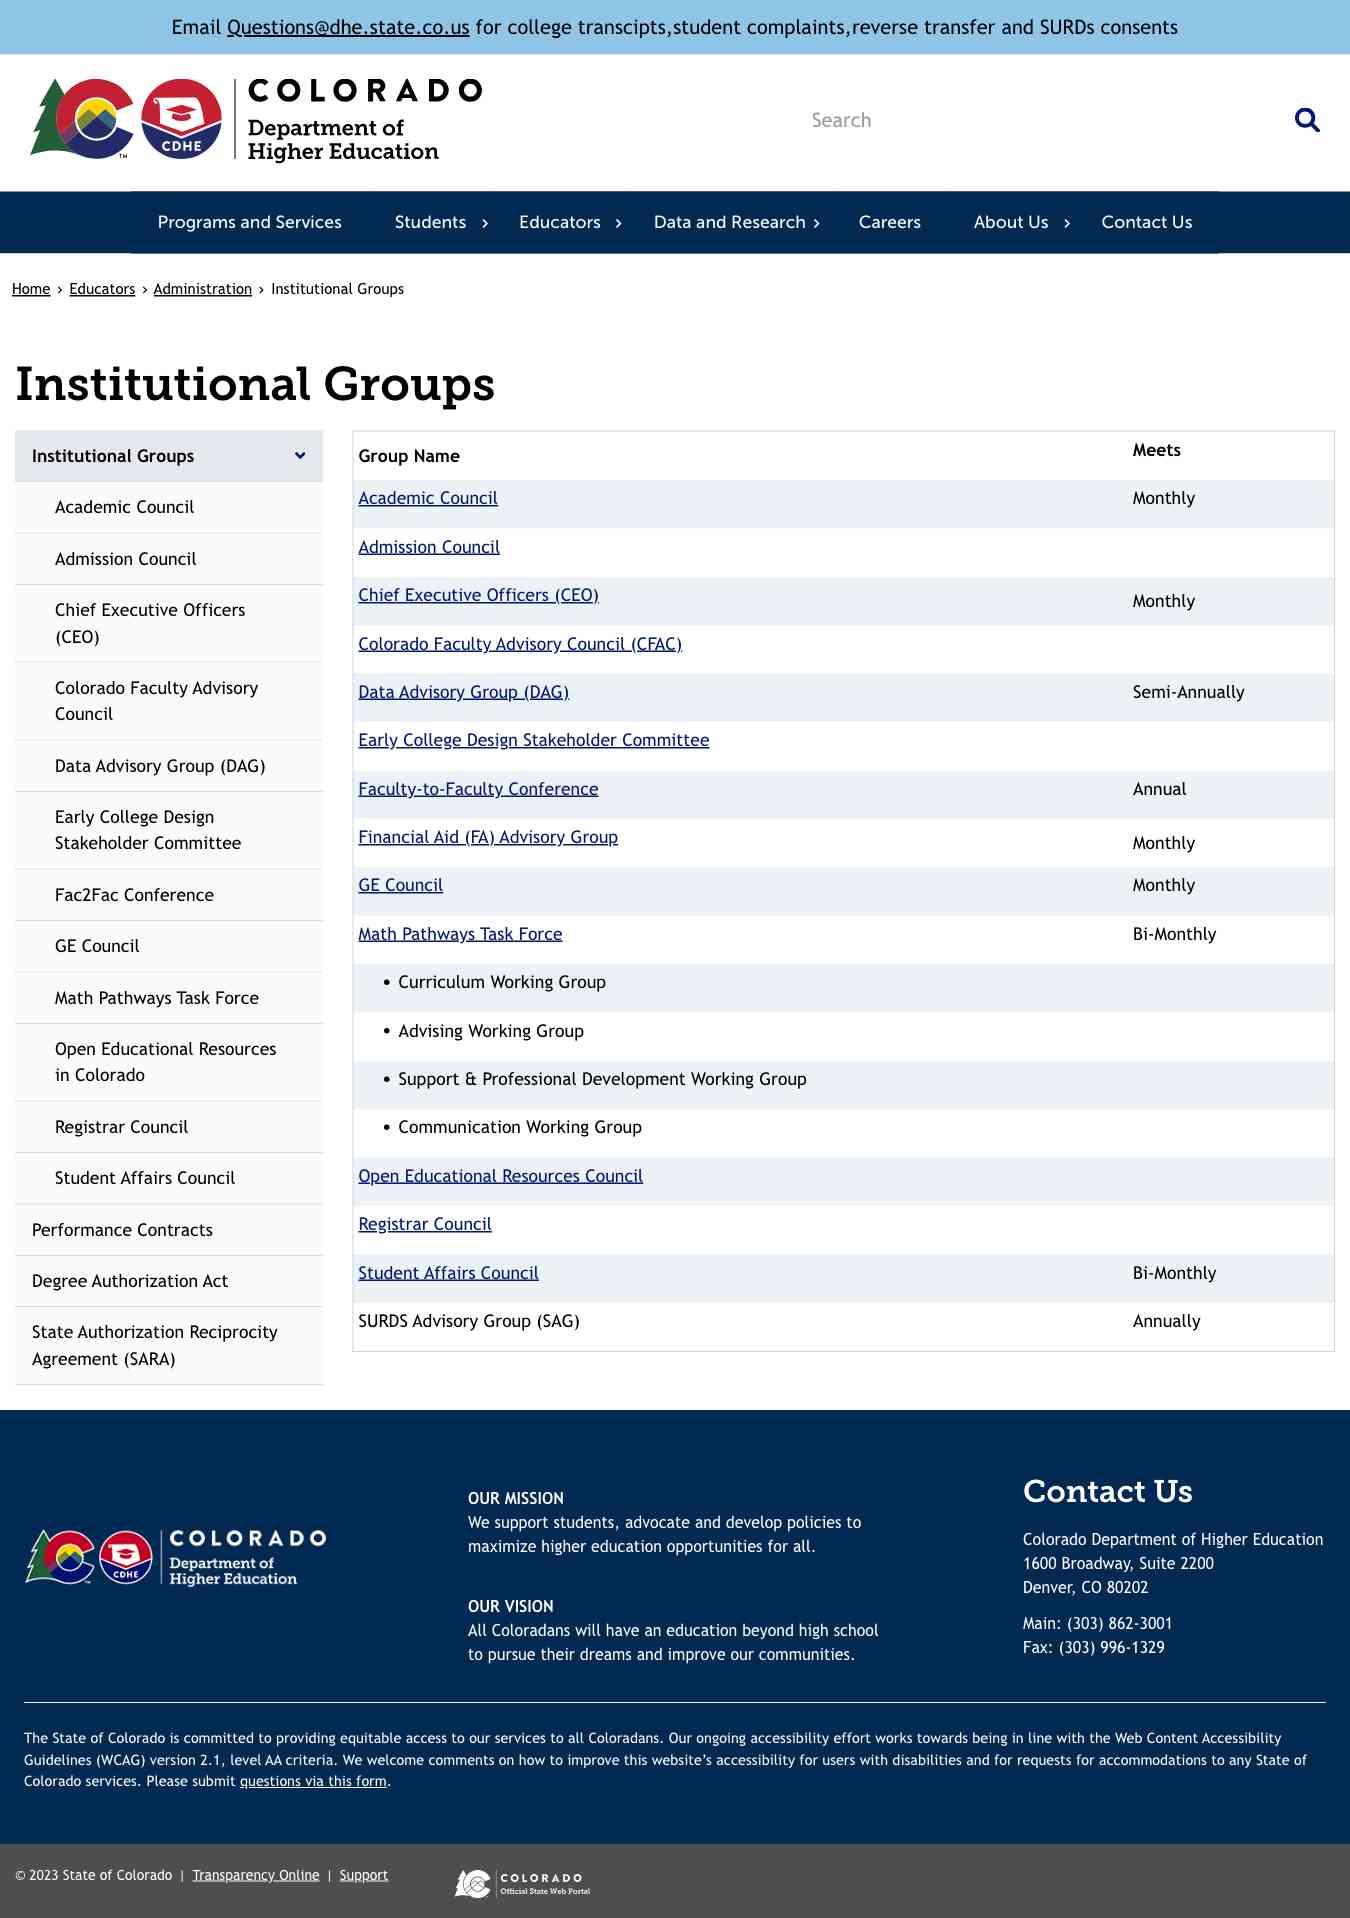 Email Questions@dhe.state.co.us for college transcipts,student complaints,reverse transfer and SURDs consents
COLORADO
Department of
Higher Education
CDHE
TM
Search
Programs and Services Students Educators Data and Research Careers About Us Contact Us
Home › Educators › Administration › Institutional Groups
Institutional Groups
Institutional Groups
Academic Council
Admission Council
Chief Executive Officers
(CEO)
Colorado Faculty Advisory
Council
Data Advisory Group (DAG)
Early College Design
Stakeholder Committee
Fac2Fac Conference
GE Council
Math Pathways Task Force
Open Educational Resources
in Colorado
Registrar Council
Student Affairs Council
Performance Contracts
Degree Authorization Act
State Authorization Reciprocity
Agreement (SARA)
Group Name Meets
Academic Council Monthly
Admission Council
Chief Executive Officers (CEO) Monthly
Colorado Faculty Advisory Council (CFAC)
Data Advisory Group (DAG) Semi-Annually
Early College Design Stakeholder Committee
Faculty-to-Faculty Conference Annual
Financial Aid (FA) Advisory Group Monthly
GE Council Monthly
Math Pathways Task Force Bi-Monthly
• Curriculum Working Group
• Advising Working Group
• Support & Professional Development Working Group
• Communication Working Group
Open Educational Resources Council
Registrar Council
Student Affairs Council Bi-Monthly
SURDS Advisory Group (SAG) Annually
COLORADO
Department of
Higher Education
CDHE
OUR MISSION
We support students, advocate and develop policies to
maximize higher education opportunities for all.
OUR VISION
All Coloradans will have an education beyond high school
to pursue their dreams and improve our communities.
Contact Us
Colorado Department of Higher Education
1600 Broadway, Suite 2200
Denver, CO 80202
Main: (303) 862-3001
Fax: (303) 996-1329
The State of Colorado is committed to providing equitable access to our services to all Coloradans. Our ongoing accessibility effort works towards being in line with the Web Content Accessibility
Guidelines (WCAG) version 2.1, level AA criteria. We welcome comments on how to improve this website's accessibility for users with disabilities and for requests for accommodations to any State of
Colorado services. Please submit questions via this form.
© 2023 State of Colorado | Transparency Online | Support
COLORADO
Official State Web Portal